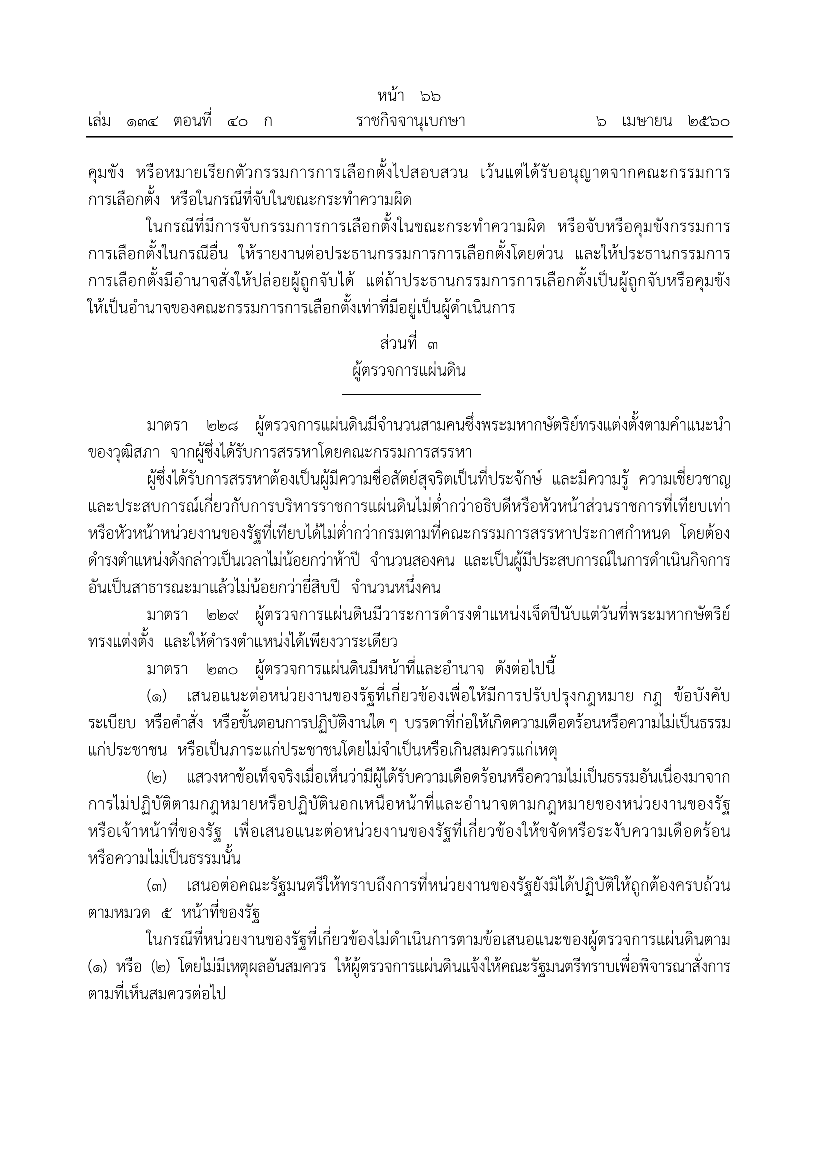 หน้า ๖๖
เล่ม ๑๓๔ ตอนที่ ๔๐ ก ราชกิจจานุเบกษา ๖ เมษายน ๒๕๖๐
คุมขัง หรือหมายเรียกตัวกรรมการการเลือกตั้งไปสอบสวน เว้นแต่ได้รับอนุญาตจากคณะกรรมการ
การเลือกตั้ง หรือในกรณีที่จับในขณะกระทำความผิด
ในกรณีที่มีการจับกรรมการการเลือกตั้งในขณะกระทำความผิด หรือจับหรือคุมขังกรรมการ
การเลือกตั้งในกรณีอื่น ให้รายงานต่อประธานกรรมการการเลือกตั้งโดยด่วน และให้ประธานกรรมการ
การเลือกตั้งมีอำนาจสั่งให้ปล่อยผู้ถูกจับได้ แต่ถ้าประธานกรรมการการเลือกตั้งเป็นผู้ถูกจับหรือคุมขัง
ให้เป็นอำนาจของคณะกรรมการการเลือกตั้งเท่าที่มีอยู่เป็นผู้ดำเนินการ
ส่วนที่ ๓
ผู้ตรวจการแผ่นดิน
มาตรา ๒๒๘ ผู้ตรวจการแผ่นดินมีจำนวนสามคนซึ่งพระมหากษัตริย์ทรงแต่งตั้งตามคำแนะนำ
ของวุฒิสภา จากผู้ซึ่งได้รับการสรรหาโดยคณะกรรมการสรรหา
ผู้ซึ่งได้รับการสรรหาต้องเป็นผู้มีความซื่อสัตย์สุจริตเป็นที่ประจักษ์ และมีความรู้ ความเชี่ยวชาญ
และประสบการณ์เกี่ยวกับการบริหารราชการแผ่นดินไม่ต่ำกว่าอธิบดีหรือหัวหน้าส่วนราชการที่เทียบเท่า
หรือหัวหน้าหน่วยงานของรัฐที่เทียบได้ไม่ต่ำกว่ากรมตามที่คณะกรรมการสรรหาประกาศกำหนด โดยต้อง
ดำรงตำแหน่งดังกล่าวเป็นเวลาไม่น้อยกว่าห้าปี จำนวนสองคน และเป็นผู้มีประสบการณ์ในการดำเนินกิจการ
อันเป็นสาธารณะมาแล้วไม่น้อยกว่ายี่สิบปี จำนวนหนึ่งคน
มาตรา ๒๒๙ ผู้ตรวจการแผ่นดินมีวาระการดำรงตำแหน่งเจ็ดปีนับแต่วันที่พระมหากษัตริย์
ทรงแต่งตั้ง และให้ดำรงตำแหน่งได้เพียงวาระเดียว
มาตรา ๒๓๐ ผู้ตรวจการแผ่นดินมีหน้าที่และอำนาจ ดังต่อไปนี้
(๑) เสนอแนะต่อหน่วยงานของรัฐที่เกี่ยวข้องเพื่อให้มีการปรับปรุงกฎหมาย กฎ ข้อบังคับ
ระเบียบ หรือคำสั่ง หรือขั้นตอนการปฏิบัติงานใด ๆ บรรดาที่ก่อให้เกิดความเดือดร้อนหรือความไม่เป็นธรรม
แก่ประชาชน หรือเป็นภาระแก่ประชาชนโดยไม่จำเป็นหรือเกินสมควรแก่เหตุ
(๒) แสวงหาข้อเท็จจริงเมื่อเห็นว่ามีผู้ได้รับความเดือดร้อนหรือความไม่เป็นธรรมอันเนื่องมาจาก
การไม่ปฏิบัติตามกฎหมายหรือปฏิบัตินอกเหนือหน้าที่และอำนาจตามกฎหมายของหน่วยงานของรัฐ
หรือเจ้าหน้าที่ของรัฐ เพื่อเสนอแนะต่อหน่วยงานของรัฐที่เกี่ยวข้องให้ขจัดหรือระงับความเดือดร้อน
หรือความไม่เป็นธรรมนั้น
(๓) เสนอต่อคณะรัฐมนตรีให้ทราบถึงการที่หน่วยงานของรัฐยังมิได้ปฏิบัติให้ถูกต้องครบถ้วน
ตามหมวด ๕ หน้าที่ของรัฐ
ในกรณีที่หน่วยงานของรัฐที่เกี่ยวข้องไม่ดำเนินการตามข้อเสนอแนะของผู้ตรวจการแผ่นดินตาม
(๑) หรือ (๒) โดยไม่มีเหตุผลอันสมควร ให้ผู้ตรวจการแผ่นดินแจ้งให้คณะรัฐมนตรีทราบเพื่อพิจารณาสั่งการ
ตามที่เห็นสมควรต่อไป